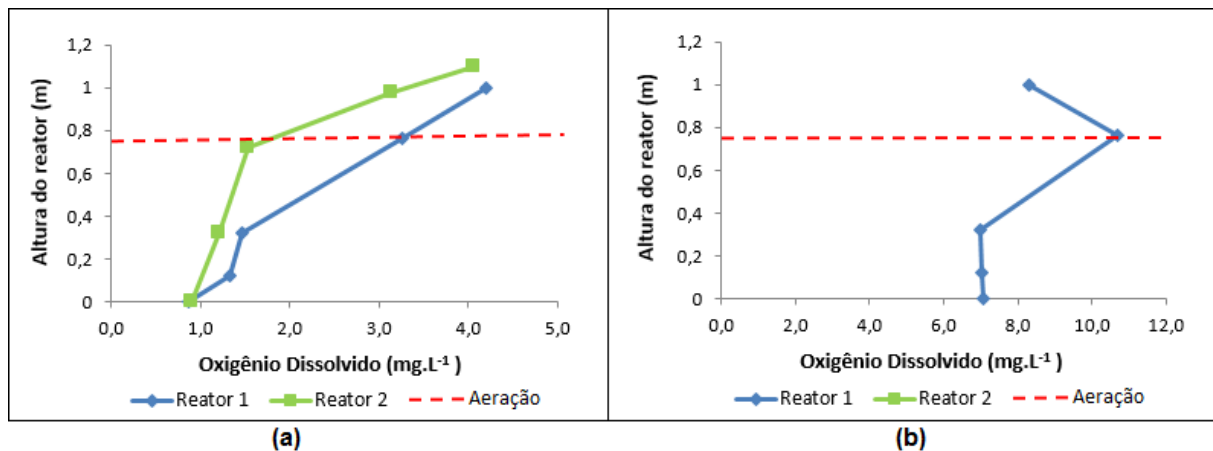 1,2
1
0,8
0,6
0,4
0,2
0
Altura do reator (m)
0,0 1,0 2,0 3,0 4,0 5,0
Oxigênio Dissolvido (mg.L⁻¹ )
Reator 1 Reator 2 Aeração
(a)
1,2
1
0,8
0,6
0,4
0,2
0
Altura do reator (m)
0,0 2,0 4,0 6,0 8,0 10,0 12,0
Oxigênio Dissolvido (mg.L⁻¹ )
Reator 1 Reator 2 Aeração
(b)